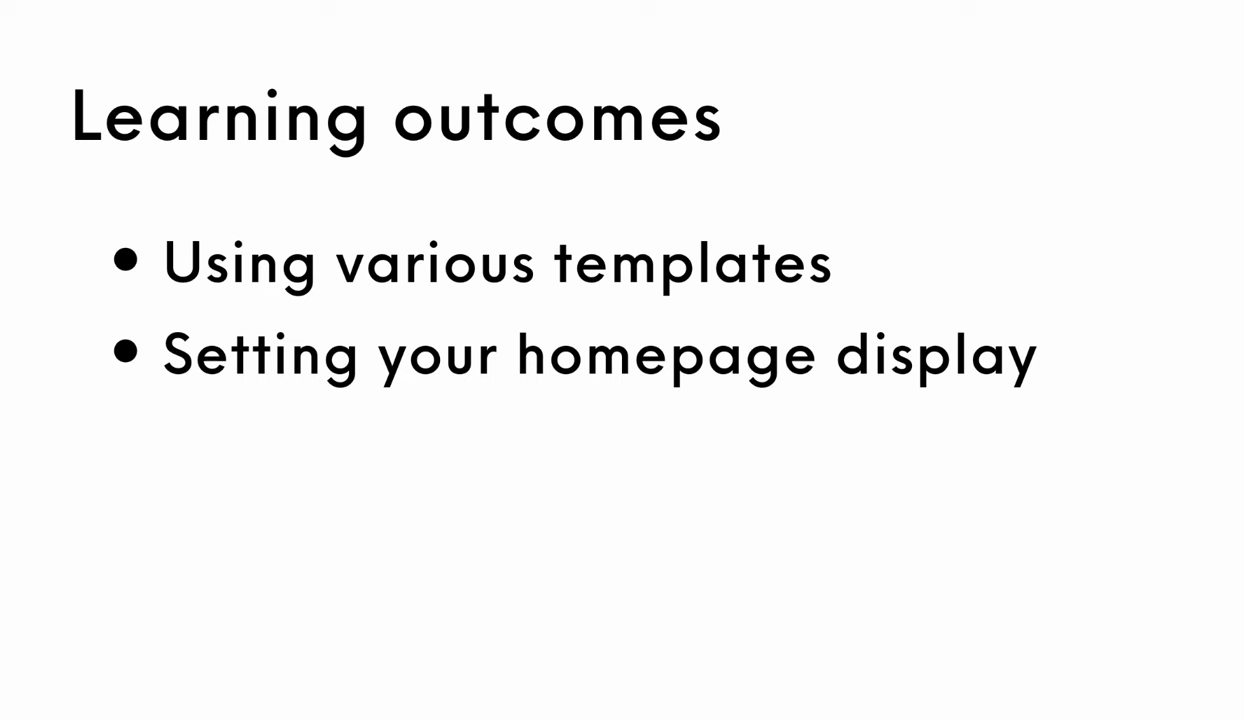 Learning outcomes
• Using various templates
• Setting your homepage display